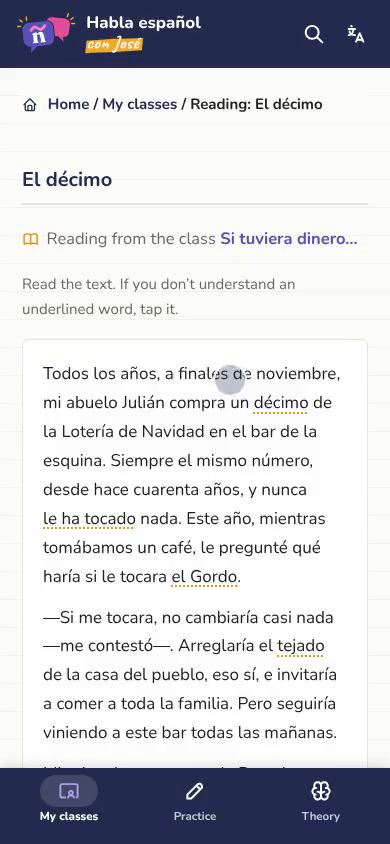 ñ
Habla español
con José
Home / My classes / Reading: El décimo
El décimo
Reading from the class Si tuviera dinero...
Read the text. If you don't understand an
underlined word, tap it.
Todos los años, a finales de noviembre,
mi abuelo Julián compra un décimo de
la Lotería de Navidad en el bar de la
esquina. Siempre el mismo número,
desde hace cuarenta años, y nunca
le ha tocado nada. Este año, mientras
tomábamos un café, le pregunté qué
haría si le tocara el Gordo.
—Si me tocara, no cambiaría casi nada
—me contestó—. Arreglaría el tejado
de la casa del pueblo, eso sí, e invitaría
a comer a toda la familia. Pero seguiría
viniendo a este bar todas las mañanas.
My classes
Practice
Theory